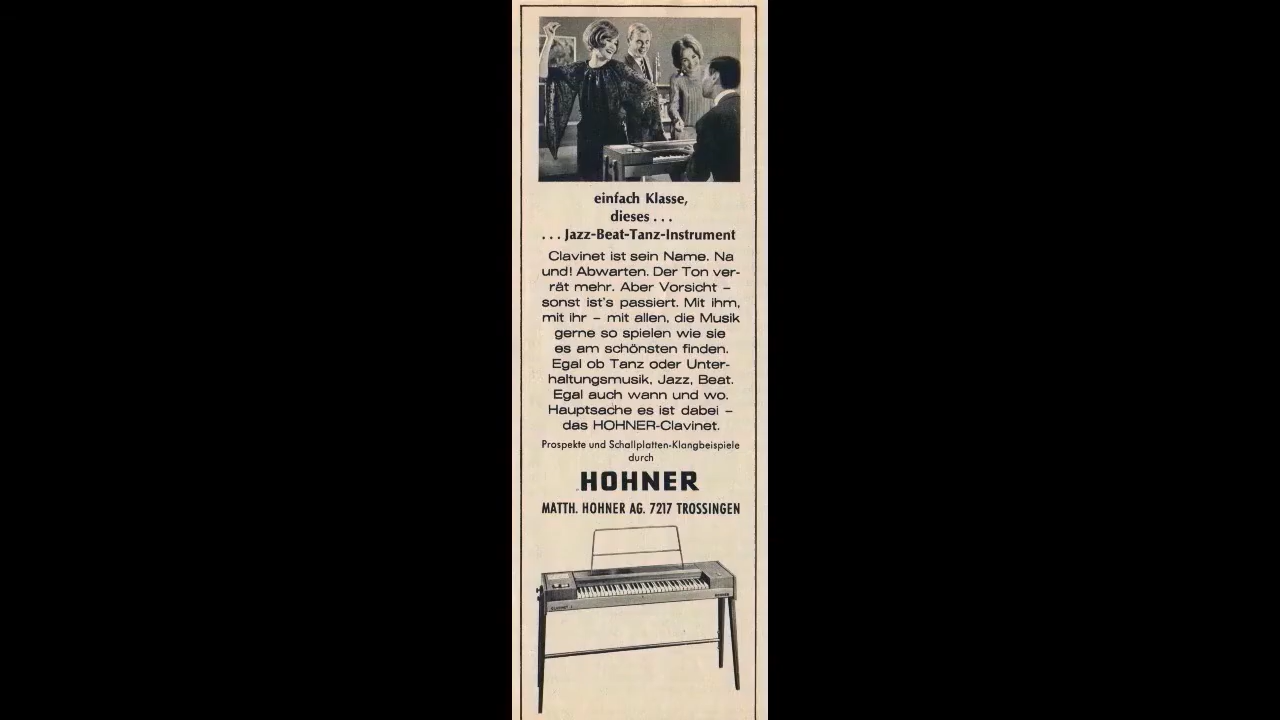 einfach Klasse,
dieses . . .
. . . Jazz-Beat-Tanz-Instrument
Clavinet ist sein Name. Na
und! Abwarten. Der Ton ver-
rät mehr. Aber Vorsicht –
sonst ist's passiert. Mit ihm,
mit ihr – mit allen, die Musik
gerne so spielen wie sie
es am schönsten finden.
Egal ob Tanz oder Unter-
haltungsmusik, Jazz, Beat.
Egal auch wann und wo.
Hauptsache es ist dabei –
das HOHNER-Clavinet.
Prospekte und Schallplatten-Klangbeispiele
durch
HOHNER
MATTH. HOHNER AG. 7217 TROSSINGEN